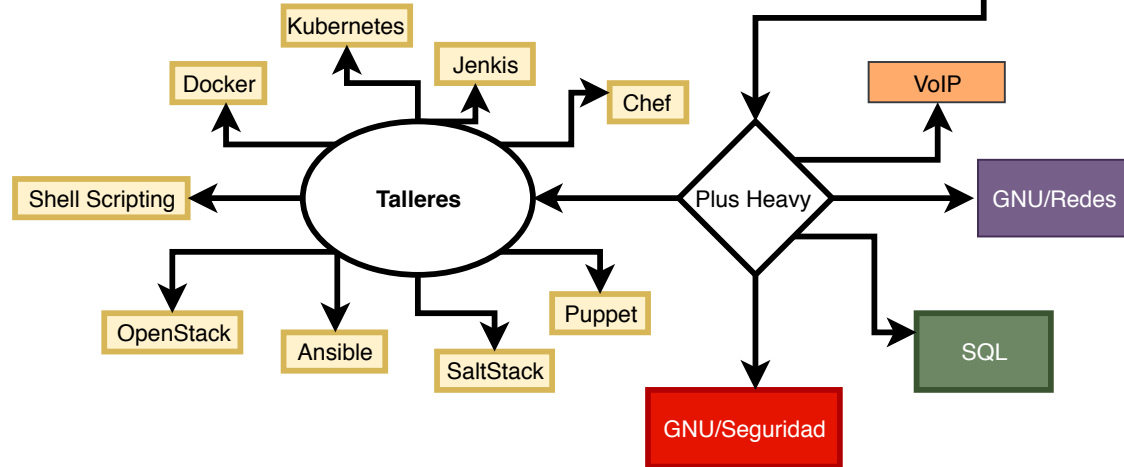 Kubernetes
Jenkis
Docker
Chef
VoIP
Shell Scripting
Talleres
Plus Heavy
GNU/Redes
OpenStack
Ansible
SaltStack
Puppet
SQL
GNU/Seguridad